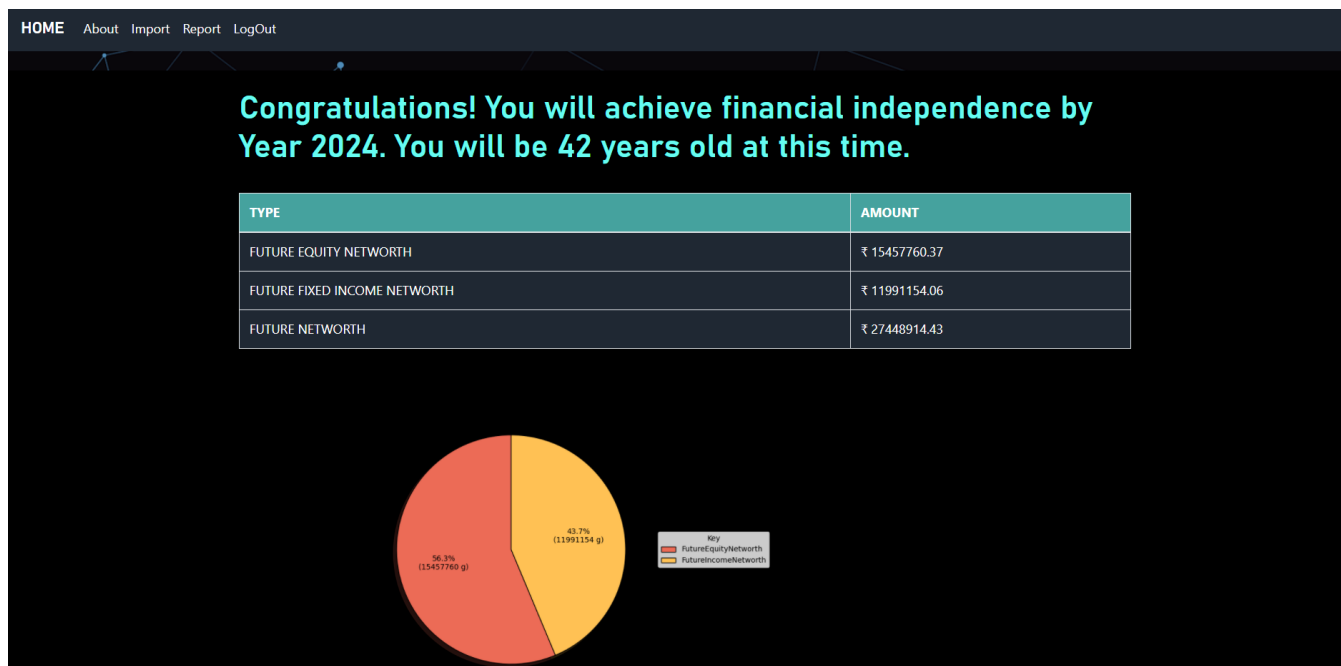 HOME About Import Report LogOut
Congratulations! You will achieve financial independence by
Year 2024. You will be 42 years old at this time.
TYPE AMOUNT
FUTURE EQUITY NETWORTH ₹ 15457760.37
FUTURE FIXED INCOME NETWORTH ₹ 11991154.06
FUTURE NETWORTH ₹ 27448914.43
43.7%
(11991154 g)
56.3%
(15457760 g)
Key
FutureEquityNetworth
FutureIncomeNetworth